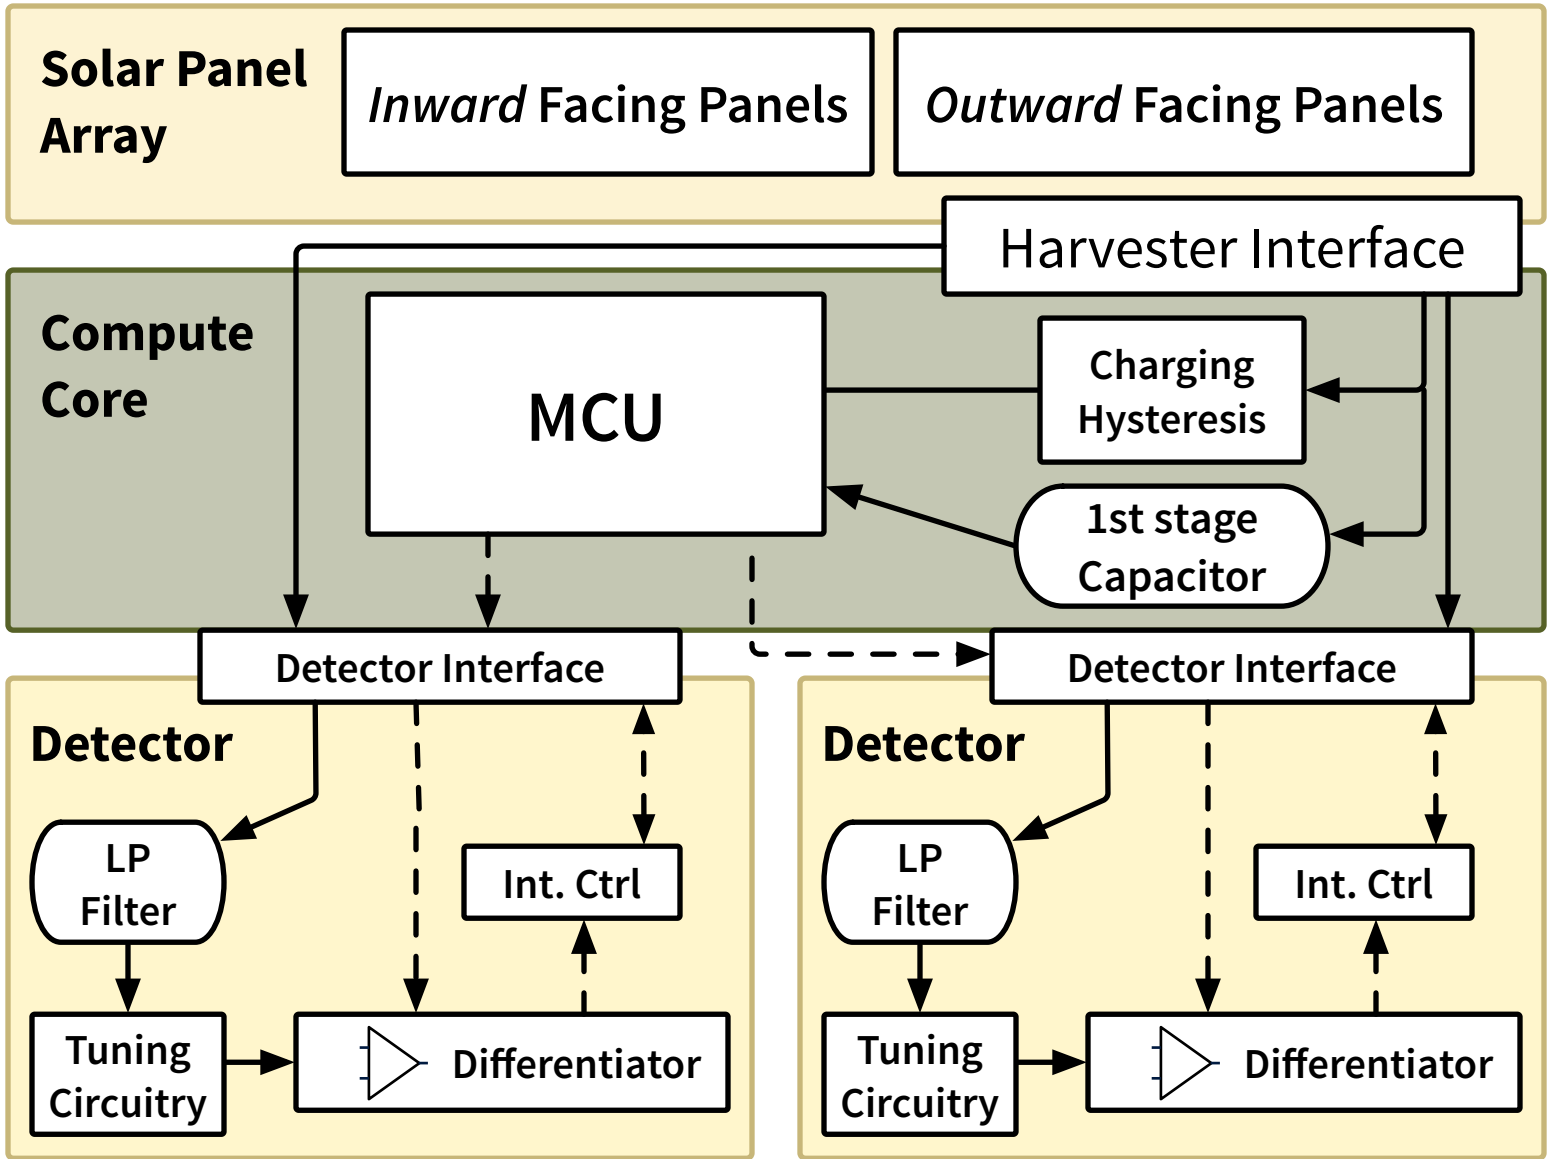 Solar Panel
Array
Inward Facing Panels
Outward Facing Panels
Harvester Interface
Compute
Core
MCU
Charging
Hysteresis
1st stage
Capacitor
Detector Interface
Detector Interface
Detector
LP
Filter
Int. Ctrl
Tuning
Circuitry
Differentiator
Detector
LP
Filter
Int. Ctrl
Tuning
Circuitry
Differentiator